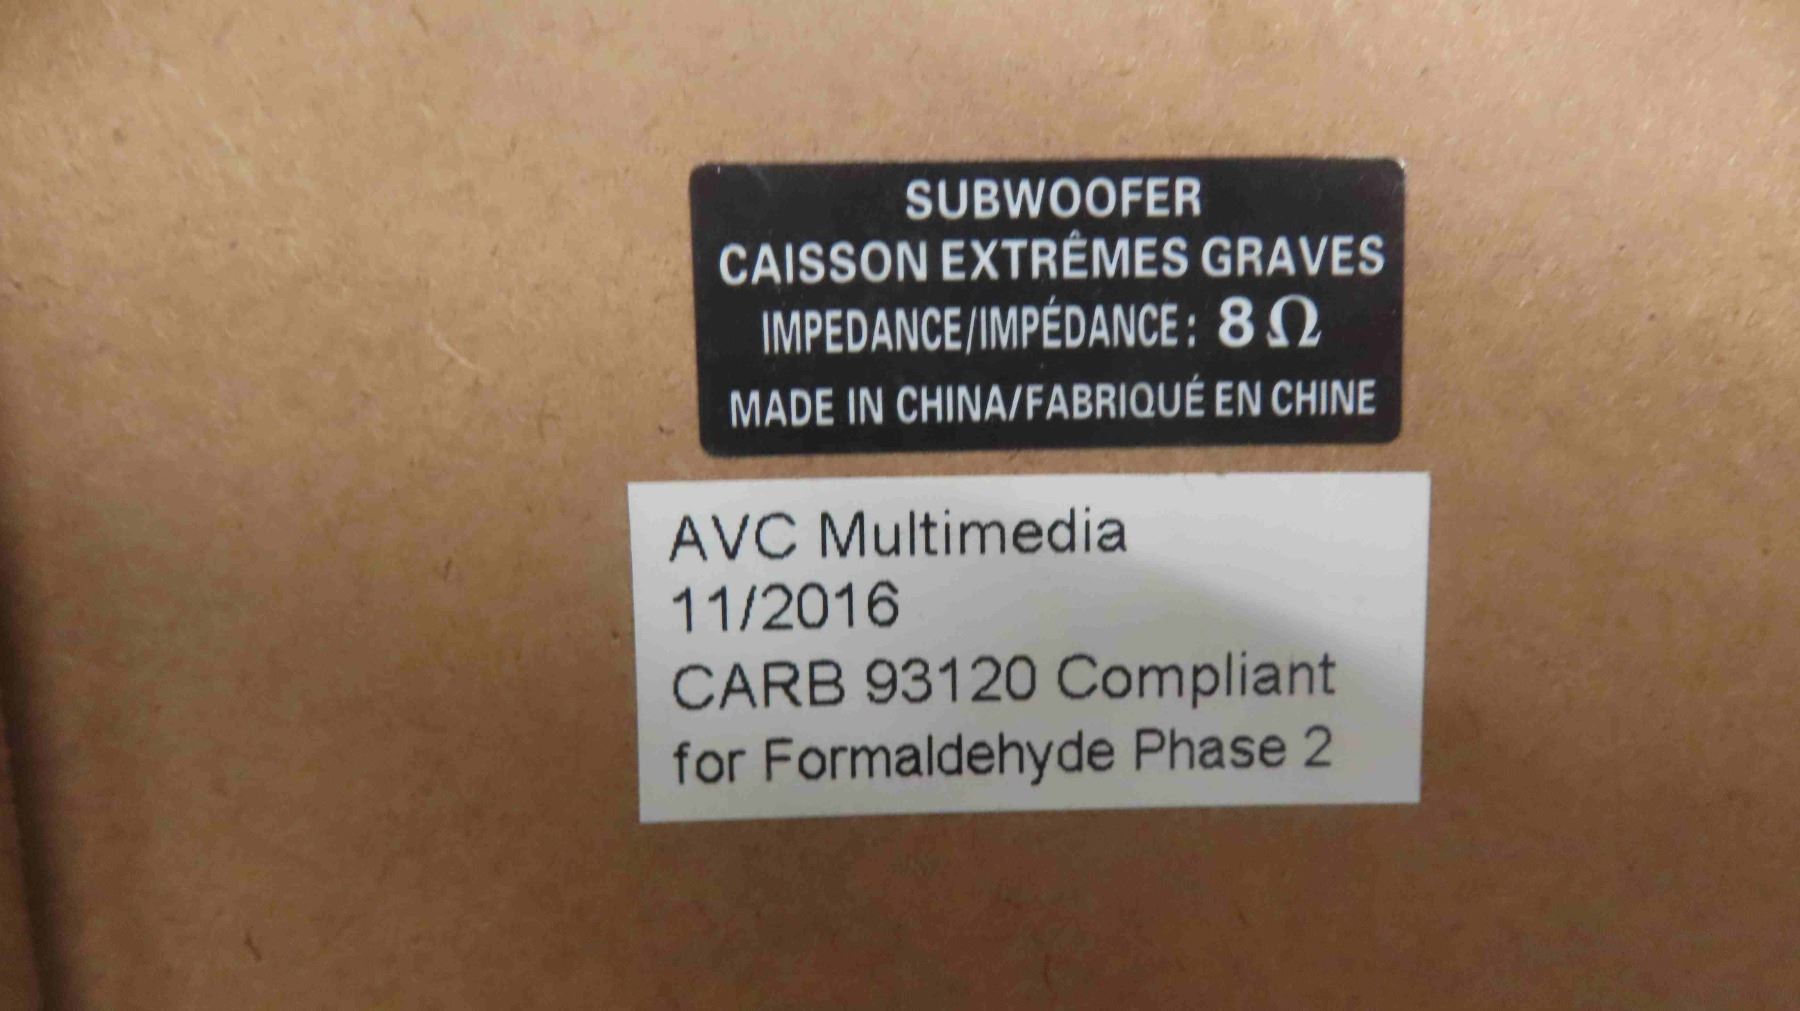 SUBWOOFER
CAISSON EXTRÊMES GRAVES
IMPEDANCE/IMPÉDANCE: 8 Ω
MADE IN CHINA/FABRIQUÉ EN CHINE
AVC Multimedia
11/2016
CARB 93120 Compliant
for Formaldehyde Phase 2